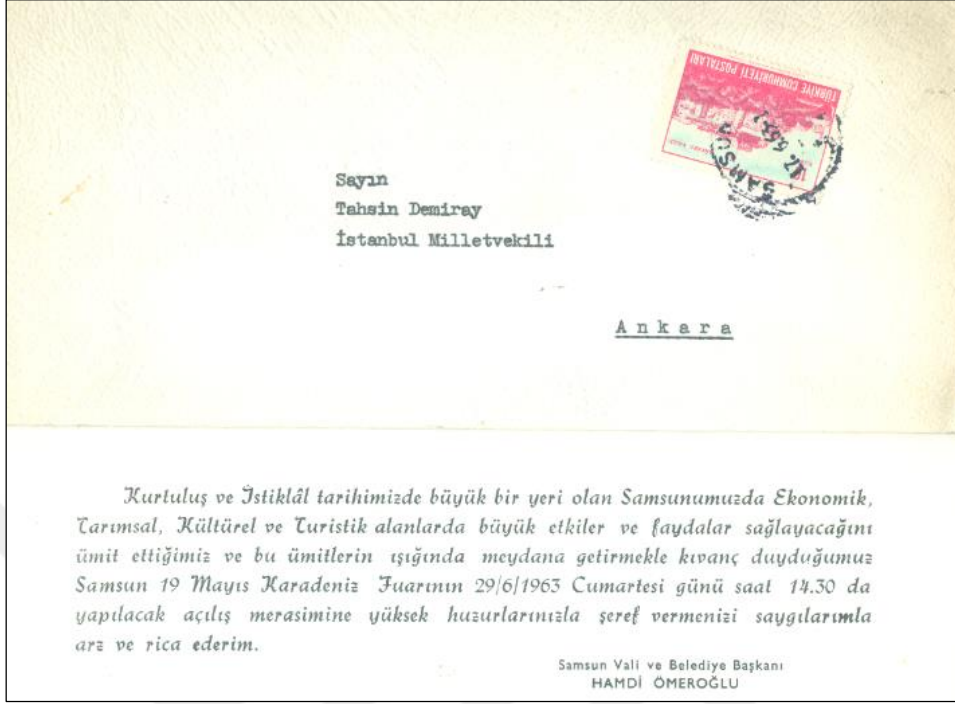 TÜRKİYE CUMHURİYETİ POSTALARI
SAMSUN
Sayın
Tahsin Demiray
İstanbul Milletvekili
Ankara
Kurtuluş ve İstiklâl tarihimizde büyük bir yeri olan Samsunumuzda Ekonomik,
Tarımsal, Kültürel ve Turistik alanlarda büyük etkiler ve faydalar sağlayacağını
ümit ettiğimiz ve bu ümitlerin ışığında meydana getirmekle kıvanç duyduğumuz
Samsun 19 Mayıs Karadeniz Fuarının 29/6/1963 Cumartesi günü saat 14.30 da
yapılacak açılış merasimine yüksek huzurlarınızla şeref vermenizi saygılarımla
arz ve rica ederim.
Samsun Vali ve Belediye Başkanı
HAMDİ ÖMEROĞLU